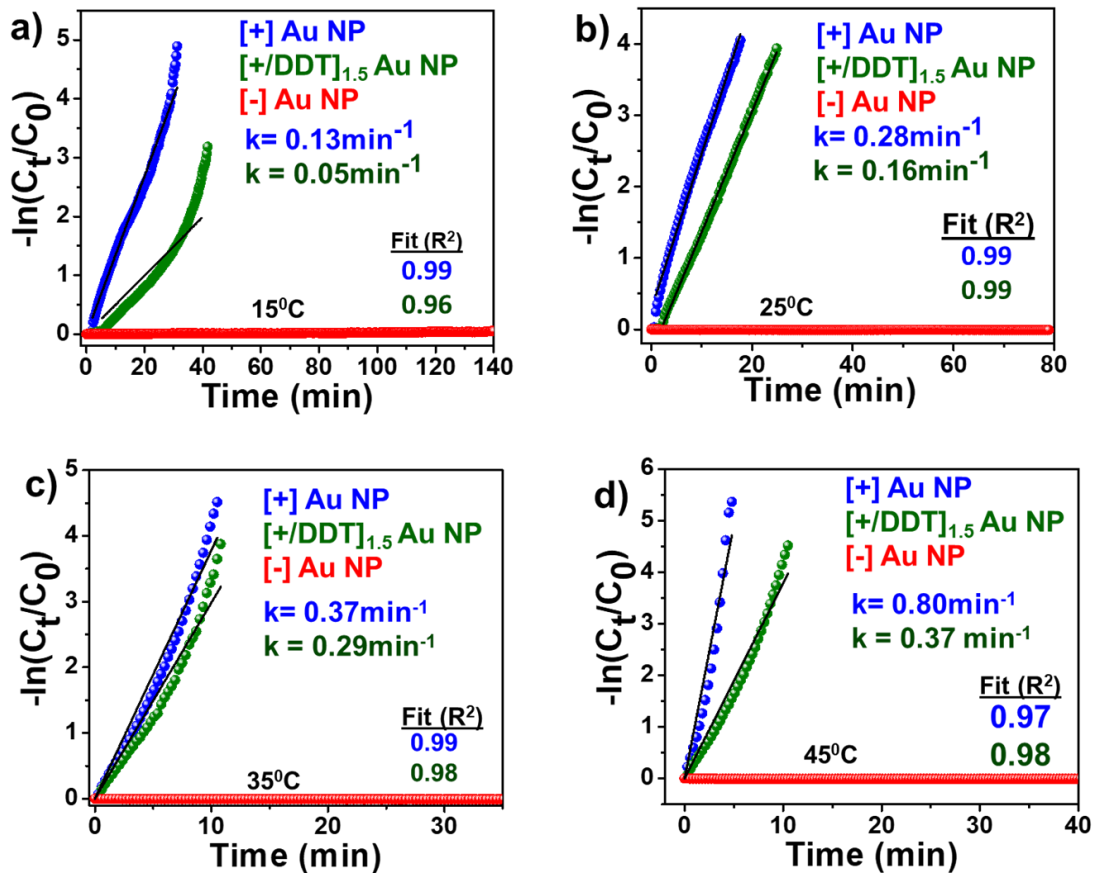 a)
[+] Au NP
[+/DDT]1.5 Au NP
[-] Au NP
k= 0.13min-1
k = 0.05min-1
Fit (R2)
0.99
0.96
15⁰C
-ln(Ct/C0)
5
4
3
2
1
0
0 20 40 60 80 100 120 140
Time (min)
b)
[+] Au NP
[+/DDT]1.5 Au NP
[-] Au NP
k= 0.28min-1
k = 0.16min-1
Fit (R2)
0.99
0.99
25⁰C
-ln(Ct/C0)
4
3
2
1
0
0 20 40 60 80
Time (min)
c)
[+] Au NP
[+/DDT]1.5 Au NP
[-] Au NP
k= 0.37min-1
k = 0.29min-1
Fit (R2)
0.99
0.98
35⁰C
-ln(Ct/C0)
5
4
3
2
1
0
0 10 20 30
Time (min)
d)
[+] Au NP
[+/DDT]1.5 Au NP
[-] Au NP
k= 0.80min-1
k = 0.37 min-1
Fit (R2)
0.97
0.98
45⁰C
-ln(Ct/C0)
6
5
4
3
2
1
0
0 10 20 30 40
Time (min)